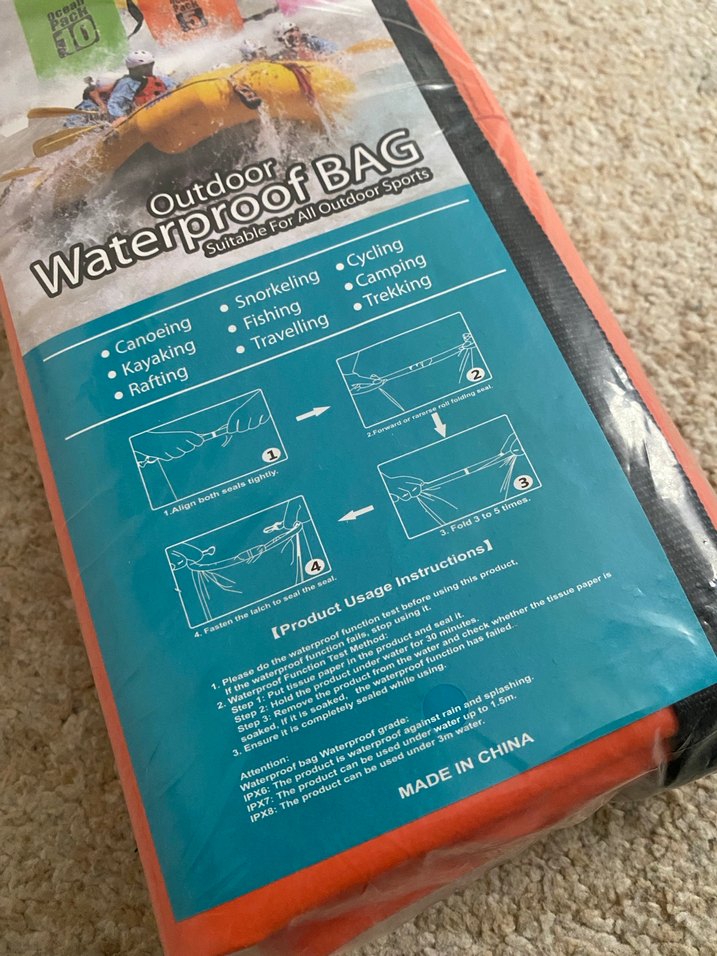 Ocean
Pack
10
Pack
5
Outdoor
Waterproof BAG
Suitable For All Outdoor Sports
• Canoeing
• Kayaking
• Rafting
• Snorkeling
• Fishing
• Travelling
• Cycling
• Camping
• Trekking
1
1.Align both seals tightly.
2
2.Forward or rarerse roll folding seal.
3
3. Fold 3 to 5 times.
4
4. Fasten the latch to seal the seal.
【Product Usage Instructions】
1. Please do the waterproof function test before using this product.
If the waterproof function fails, stop using it.
2. Waterproof Function Test Method:
Step 1: Put tissue paper in the product and seal it.
Step 2: Hold the product under water for 30 minutes.
Step 3: Remove the product from the water and check whether the tissue paper is
soaked, If it is soaked, the waterproof function has failed.
3. Ensure it is completely sealed while using.
Attention:
Waterproof bag Waterproof grade:
IPX6: The product is waterproof against rain and splashing.
IPX7: The product can be used under water up to 1.5m.
IPX8: The product can be used under 3m water.
MADE IN CHINA